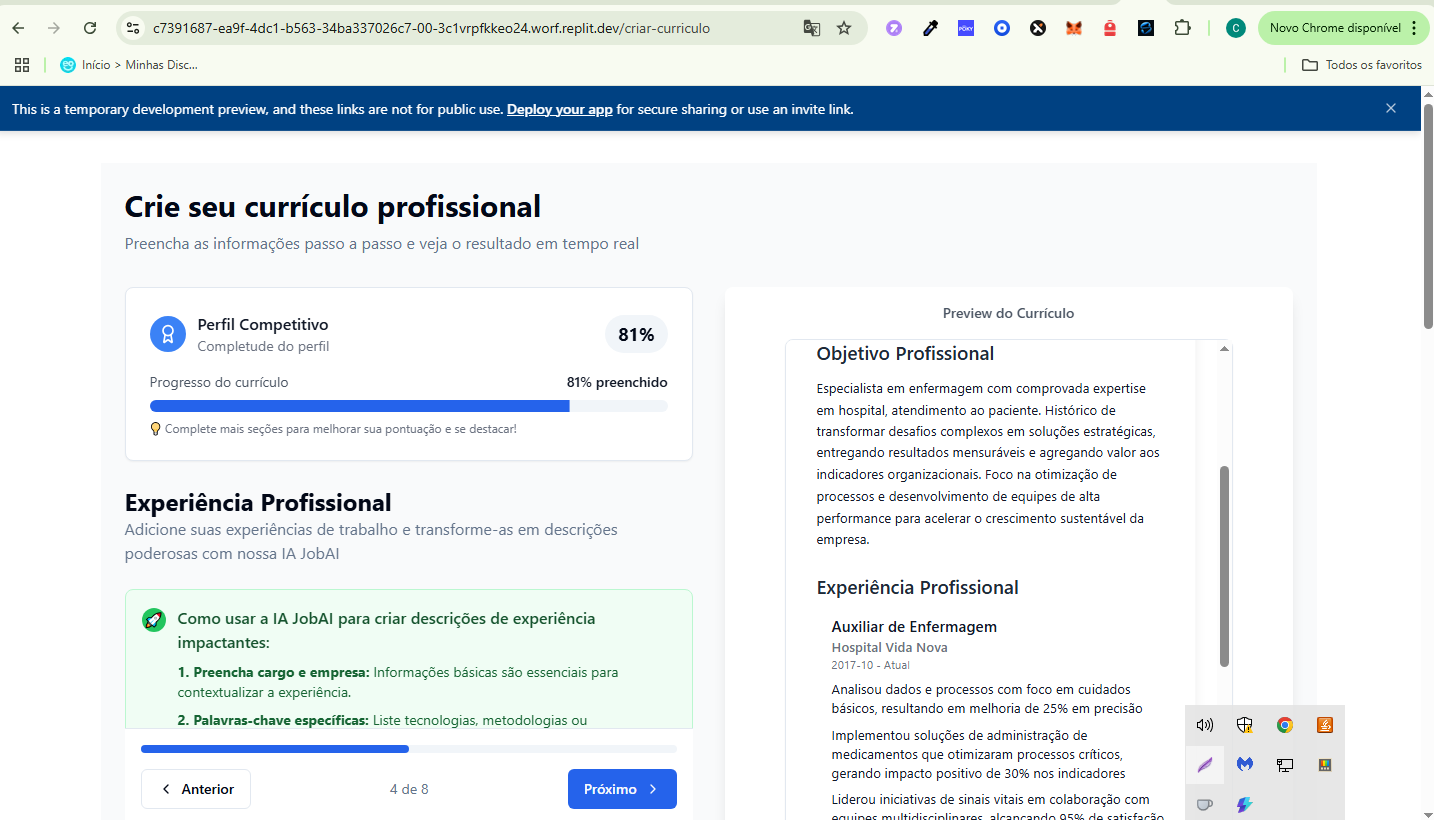 c7391687-ea9f-4dc1-b563-34ba337026c7-00-3c1vrpfkkeo24.worf.replit.dev/criar-curriculo
C
Novo Chrome disponível
Início > Minhas Disc...
Todos os favoritos
This is a temporary development preview, and these links are not for public use. Deploy your app for secure sharing or use an invite link.
Crie seu currículo profissional
Preencha as informações passo a passo e veja o resultado em tempo real
Perfil Competitivo
Completude do perfil
81%
Progresso do currículo
81% preenchido
Complete mais seções para melhorar sua pontuação e se destacar!
Experiência Profissional
Adicione suas experiências de trabalho e transforme-as em descrições
poderosas com nossa IA JobAI
Como usar a IA JobAI para criar descrições de experiência
impactantes:
1. Preencha cargo e empresa: Informações básicas são essenciais para
contextualizar a experiência.
2. Palavras-chave específicas: Liste tecnologias, metodologias ou
Anterior
4 de 8
Próximo
Preview do Currículo
Objetivo Profissional
Especialista em enfermagem com comprovada expertise
em hospital, atendimento ao paciente. Histórico de
transformar desafios complexos em soluções estratégicas,
entregando resultados mensuráveis e agregando valor aos
indicadores organizacionais. Foco na otimização de
processos e desenvolvimento de equipes de alta
performance para acelerar o crescimento sustentável da
empresa.
Experiência Profissional
Auxiliar de Enfermagem
Hospital Vida Nova
2017-10 - Atual
Analisou dados e processos com foco em cuidados
básicos, resultando em melhoria de 25% em precisão
Implementou soluções de administração de
medicamentos que otimizaram processos críticos,
gerando impacto positivo de 30% nos indicadores
Liderou iniciativas de sinais vitais em colaboração com
equipes multidisciplinares, alcançando 95% de satisfação